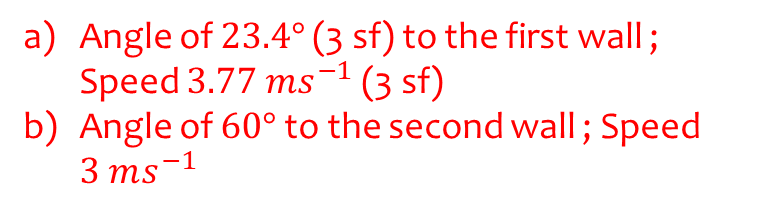 a) Angle of 23.4° (3 sf) to the first wall;
Speed 3.77 ms⁻¹ (3 sf)
b) Angle of 60° to the second wall; Speed
3 ms⁻¹